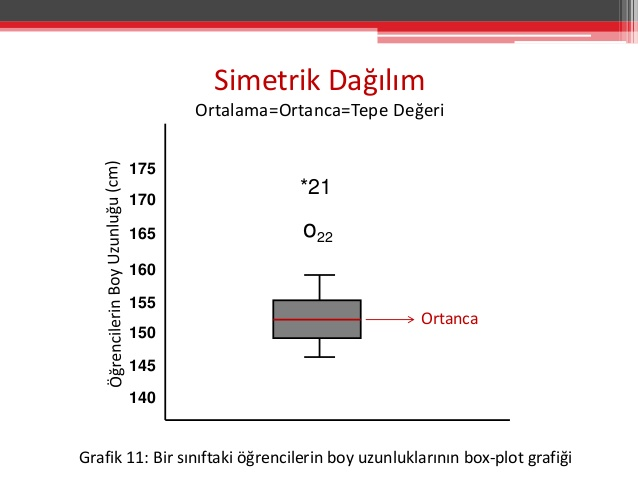 Simetrik Dağılım
Ortalama=Ortanca=Tepe Değeri
Öğrencilerin Boy Uzunluğu (cm)
175
170
165
160
155
150
145
140
*21
O22
Ortanca
Grafik 11: Bir sınıftaki öğrencilerin boy uzunluklarının box-plot grafiği